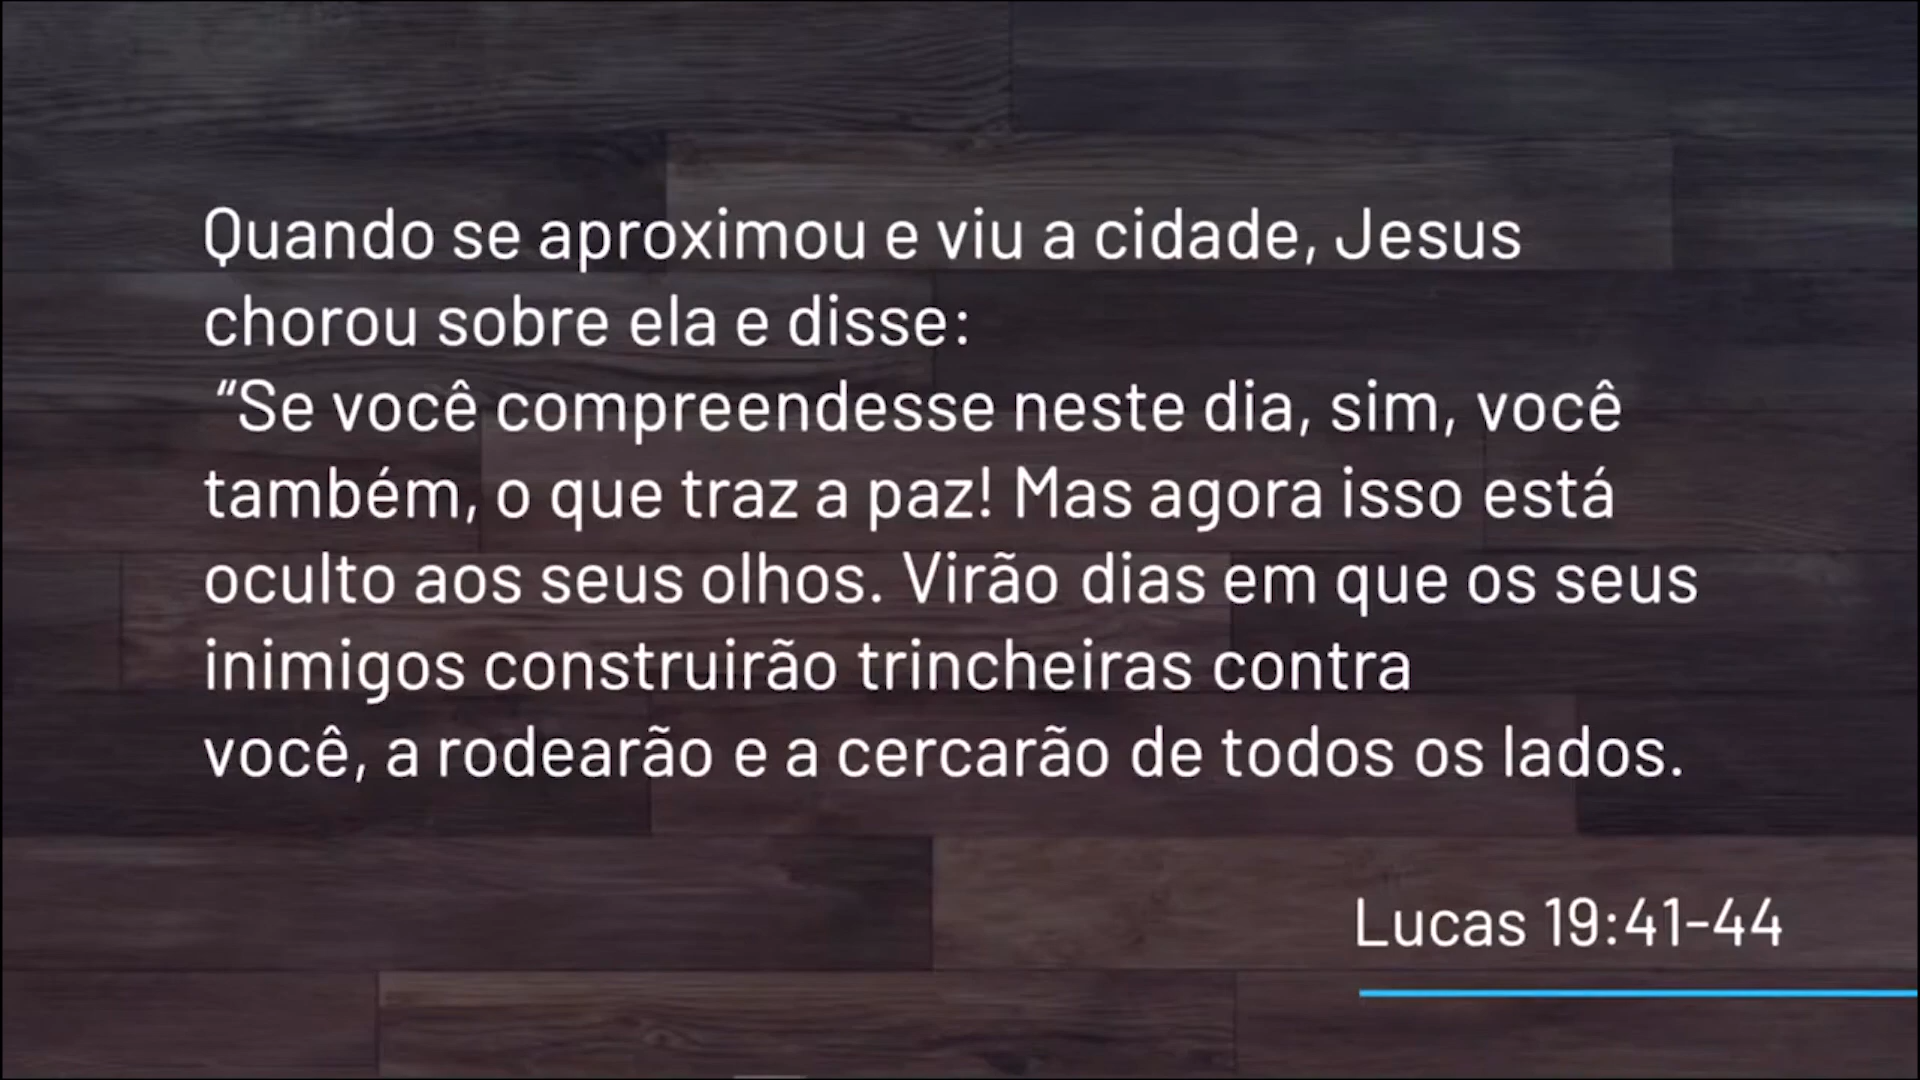 Quando se aproximou e viu a cidade, Jesus
chorou sobre ela e disse:
“Se você compreendesse neste dia, sim, você
também, o que traz a paz! Mas agora isso está
oculto aos seus olhos. Virão dias em que os seus
inimigos construirão trincheiras contra
você, a rodearão e a cercarão de todos os lados.
Lucas 19:41-44